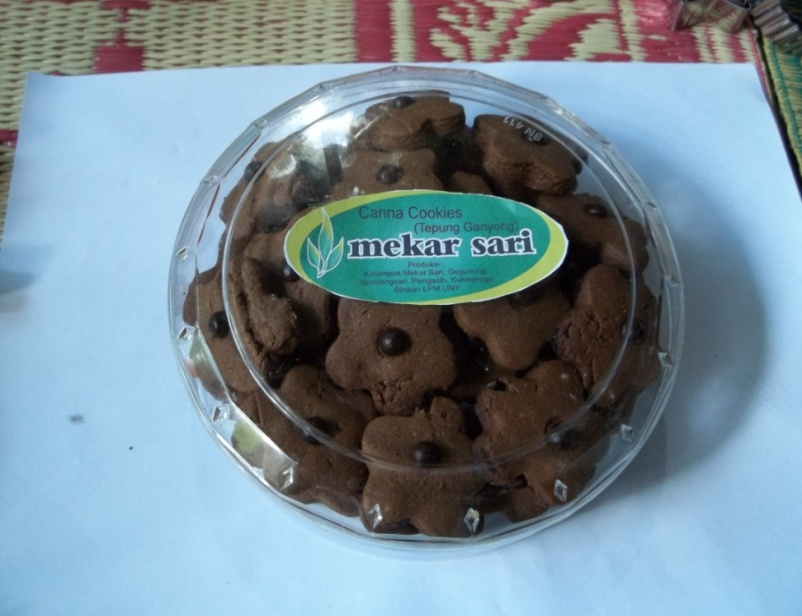 Canna Cookies
(Tepung Ganyong)
mekar sari
Produksi :
Kelompok Mekar Sari, Gegunung,
Sendangsari, Pengasih, Kulonprogo
Binaan LPM UNY